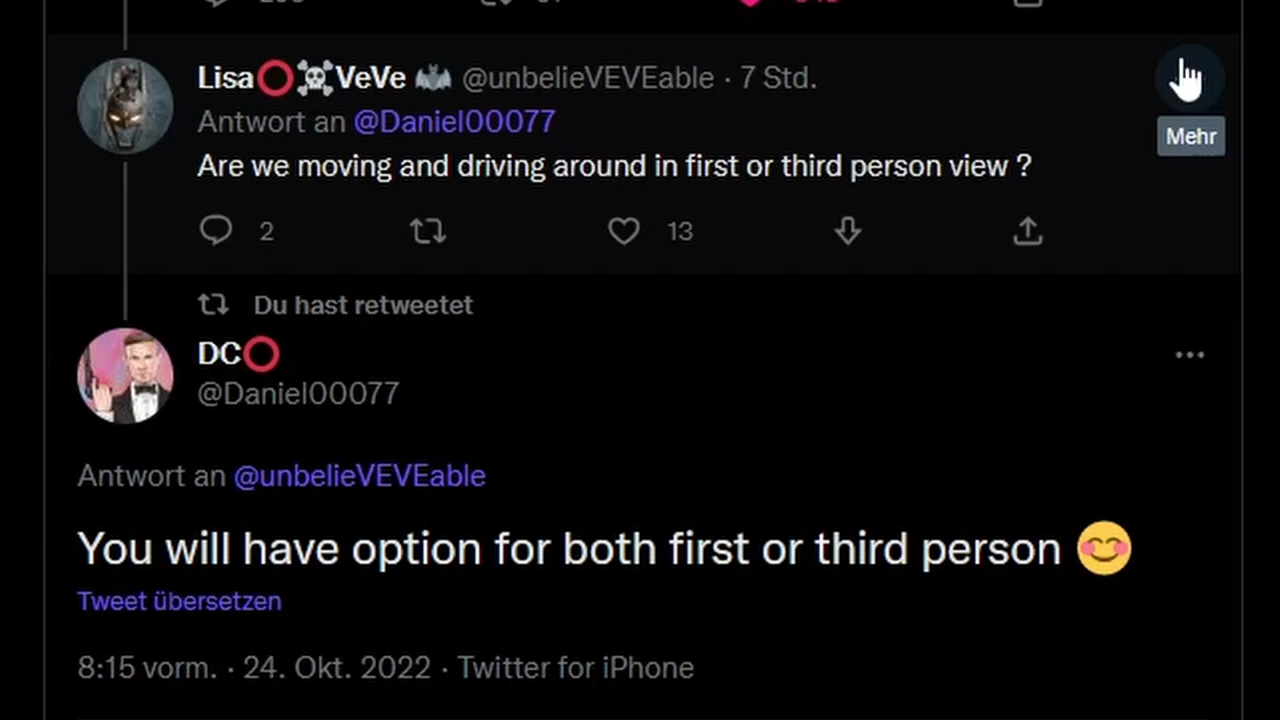 Lisa⭕☠️VeVe 🦇 @unbelieVEVEable · 7 Std.
Mehr
Antwort an @Daniel00077
Are we moving and driving around in first or third person view ?
2 13
Du hast retweetet
DC⭕
@Daniel00077
Antwort an @unbelieVEVEable
You will have option for both first or third person 😊
Tweet übersetzen
8:15 vorm. · 24. Okt. 2022 · Twitter for iPhone